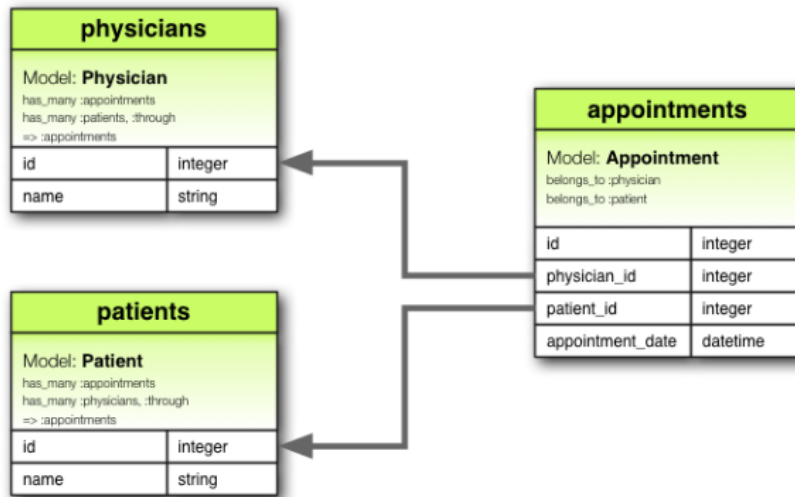 physicians
Model: Physician
has_many :appointments
has_many :patients, :through
=> :appointments
id integer
name string
appointments
Model: Appointment
belongs_to :physician
belongs_to :patient
id integer
physician_id integer
patient_id integer
appointment_date datetime
patients
Model: Patient
has_many :appointments
has_many :physicians, :through
=> :appointments
id integer
name string